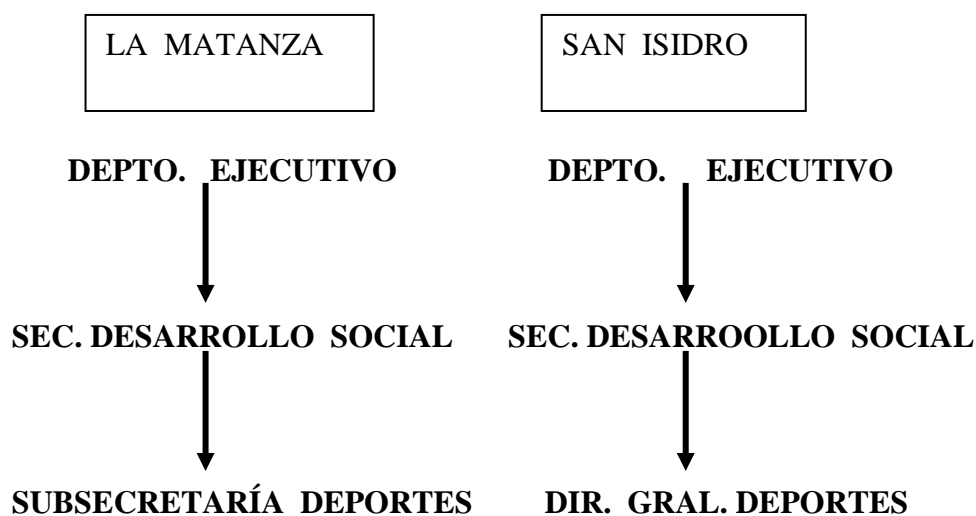 LA MATANZA
SAN ISIDRO
DEPTO. EJECUTIVO
DEPTO. EJECUTIVO
SEC. DESARROLLO SOCIAL
SEC. DESARROOLLO SOCIAL
SUBSECRETARÍA DEPORTES
DIR. GRAL. DEPORTES